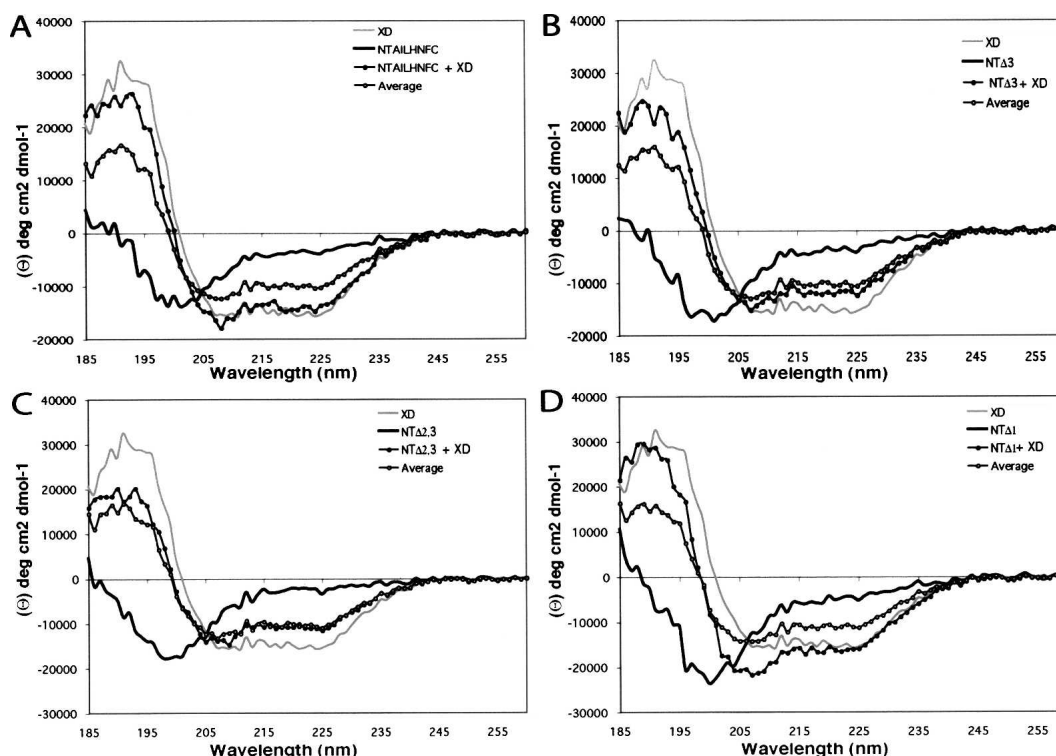 A
(Θ) deg cm2 dmol-1
40000
30000
20000
10000
0
-10000
-20000
185 195 205 215 225 235 245 255
Wavelength (nm)
XD
NTAILHNFC
NTAILHNFC + XD
Average
B
(Θ) deg cm2 dmol-1
40000
30000
20000
10000
0
-10000
-20000
185 195 205 215 225 235 245 255
Wavelength (nm)
XD
NTΔ3
NTΔ3 + XD
Average
C
(Θ) deg cm2 dmol-1
40000
30000
20000
10000
0
-10000
-20000
-30000
185 195 205 215 225 235 245 255
Wavelength (nm)
XD
NTΔ2,3
NTΔ2,3 + XD
Average
D
(Θ) deg cm2 dmol-1
40000
30000
20000
10000
0
-10000
-20000
-30000
185 195 205 215 225 235 245 255
Wavelength (nm)
XD
NTΔ1
NTΔ1+ XD
Average